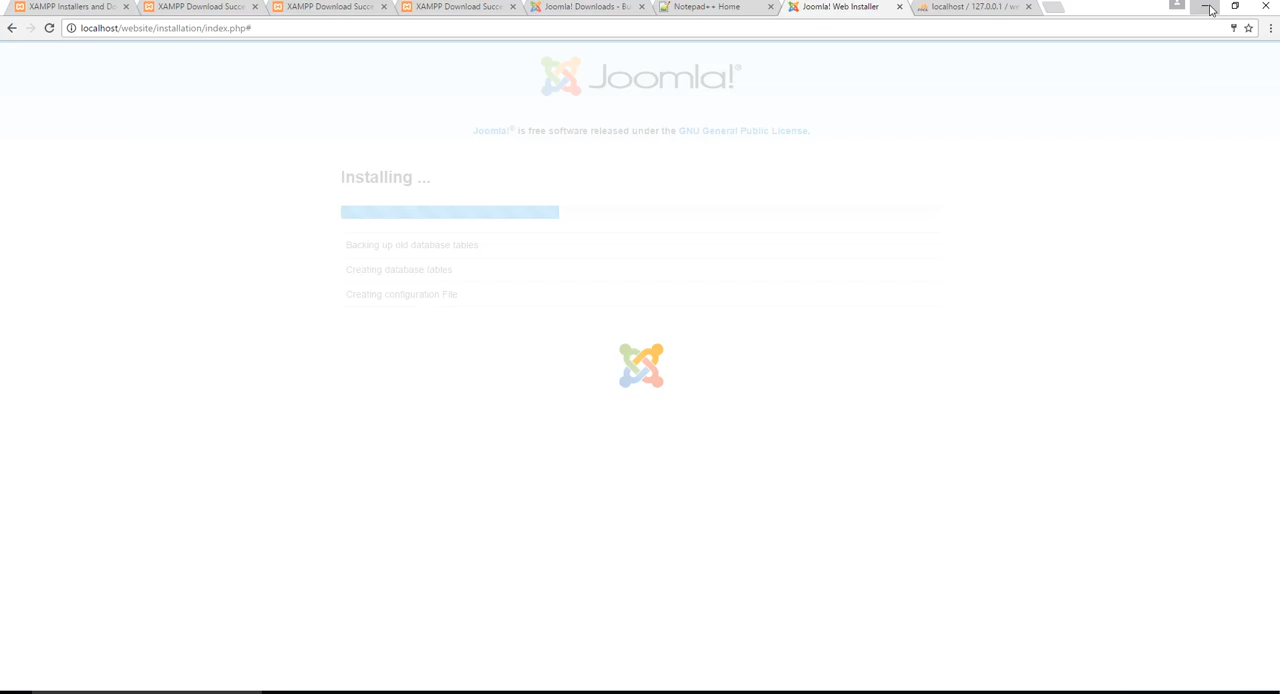 XAMPP Installers and Do
XAMPP Download Succe
XAMPP Download Succe
XAMPP Download Succe
Joomla! Downloads - Bu
Notepad++ Home
Joomla! Web Installer
localhost / 127.0.0.1 / we
localhost/website/installation/index.php#
Joomla!®
Joomla!® is free software released under the GNU General Public License.
Installing ...
Backing up old database tables
Creating database tables
Creating configuration File